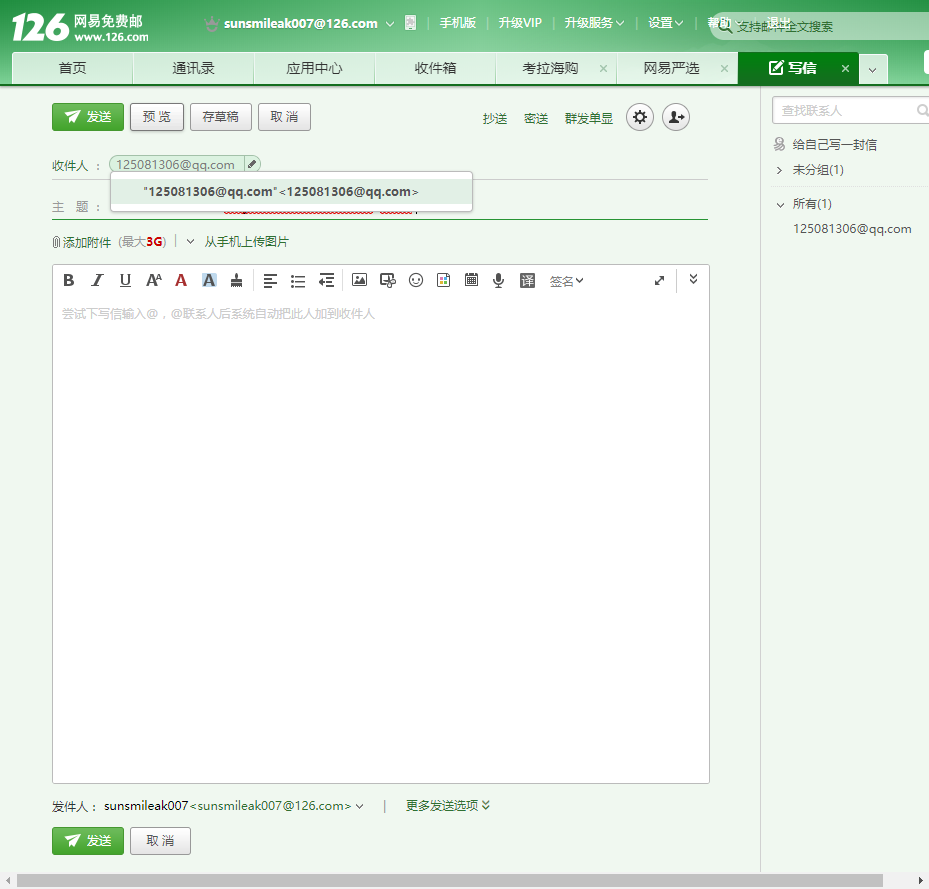 126 网易免费邮
www.126.com
sunsmileak007@126.com
手机版
升级VIP
升级服务
设置
帮助
退出
支持邮件全文搜索
首页
通讯录
应用中心
收件箱
考拉海购
网易严选
写信
发送
预 览
存草稿
取 消
抄送
密送
群发单显
查找联系人
给自己写一封信
未分组(1)
所有(1)
125081306@qq.com
收件人：
125081306@qq.com
"125081306@qq.com"<125081306@qq.com>
主 题：
添加附件 (最大3G)
从手机上传图片
B I U A A A A
译
签名
尝试下写信输入@，@联系人后系统自动把此人加到收件人
发件人：sunsmileak007<sunsmileak007@126.com>
更多发送选项
发送
取 消